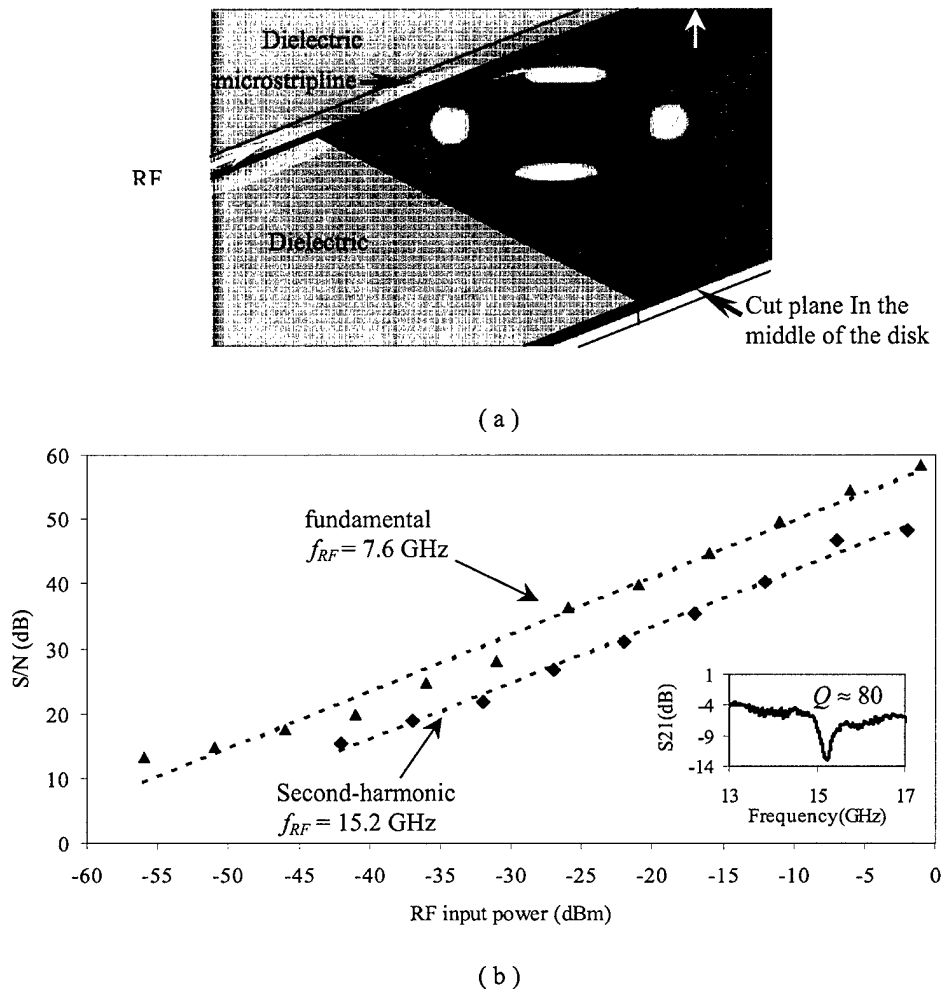 Dielectric
microstripline
RF
Dielectric
Cut plane In the
middle of the disk
( a )
60
50
40
30
20
10
0
S/N (dB)
fundamental
fRF = 7.6 GHz
Second-harmonic
fRF = 15.2 GHz
1
-4
-9
-14
S21(dB)
Q ≈ 80
13
15
17
Frequency(GHz)
-60
-55
-50
-45
-40
-35
-30
-25
-20
-15
-10
-5
0
RF input power (dBm)
( b )